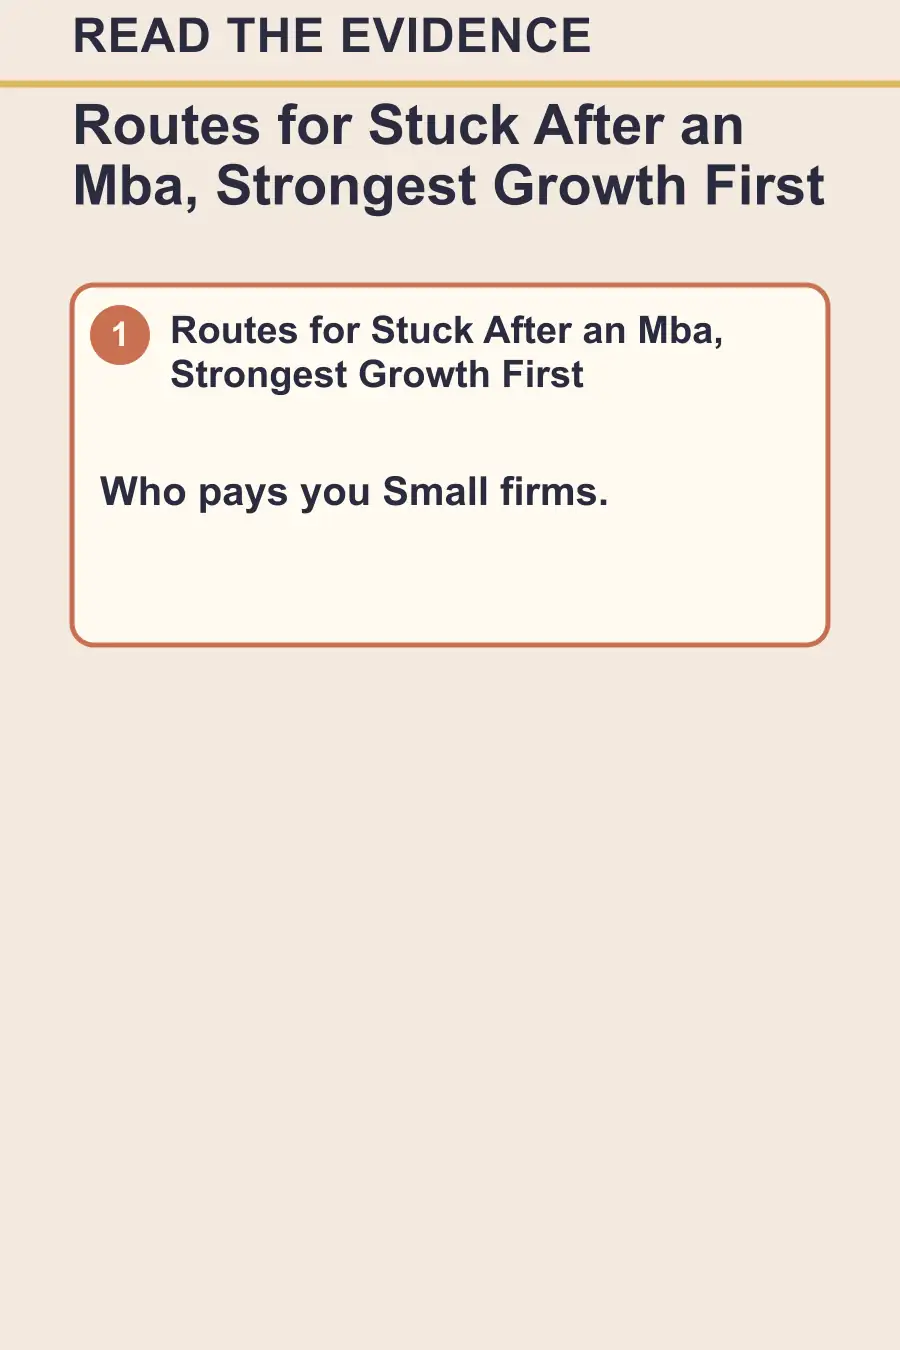 READ THE EVIDENCE
Routes for Stuck After an
Mba, Strongest Growth First
1
Routes for Stuck After an Mba,
Strongest Growth First
Who pays you Small firms.